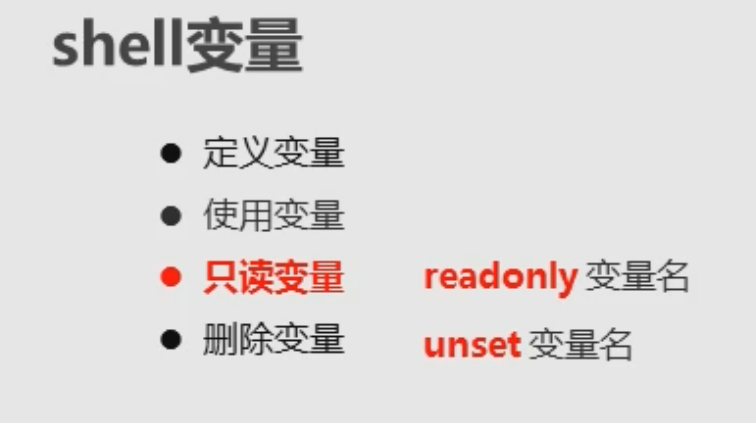 shell变量
定义变量
使用变量
只读变量 readonly 变量名
删除变量 unset 变量名